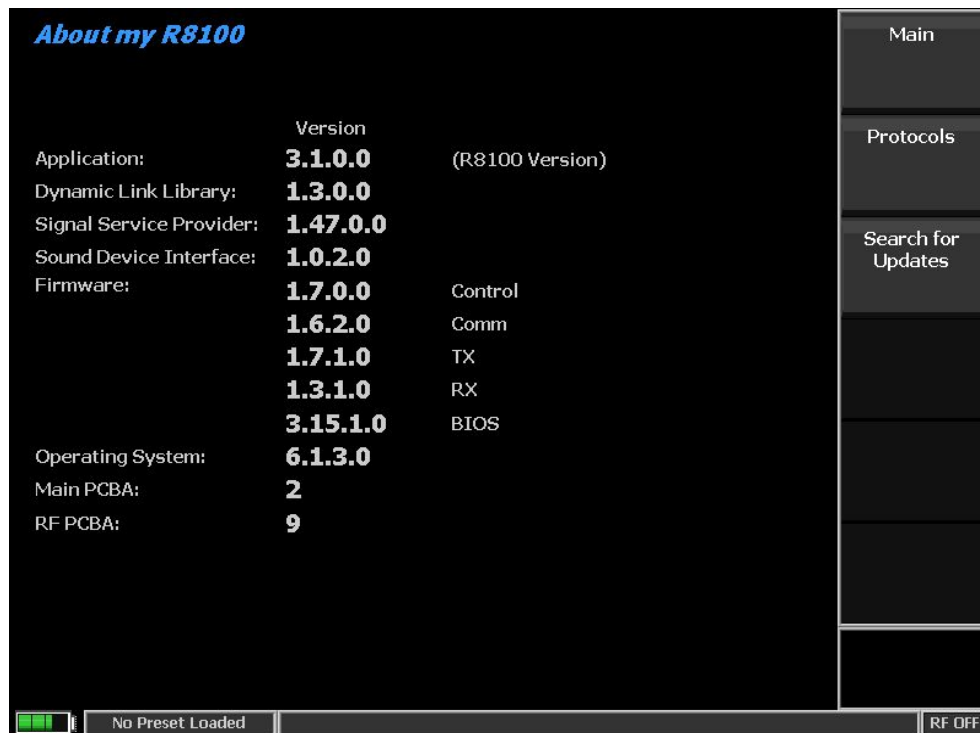 About my R8100
Main
Version
Protocols
Application: 3.1.0.0 (R8100 Version)
Dynamic Link Library: 1.3.0.0
Signal Service Provider: 1.47.0.0
Search for
Updates
Sound Device Interface: 1.0.2.0
Firmware: 1.7.0.0 Control
1.6.2.0 Comm
1.7.1.0 TX
1.3.1.0 RX
3.15.1.0 BIOS
Operating System: 6.1.3.0
Main PCBA: 2
RF PCBA: 9
No Preset Loaded
RF OFF